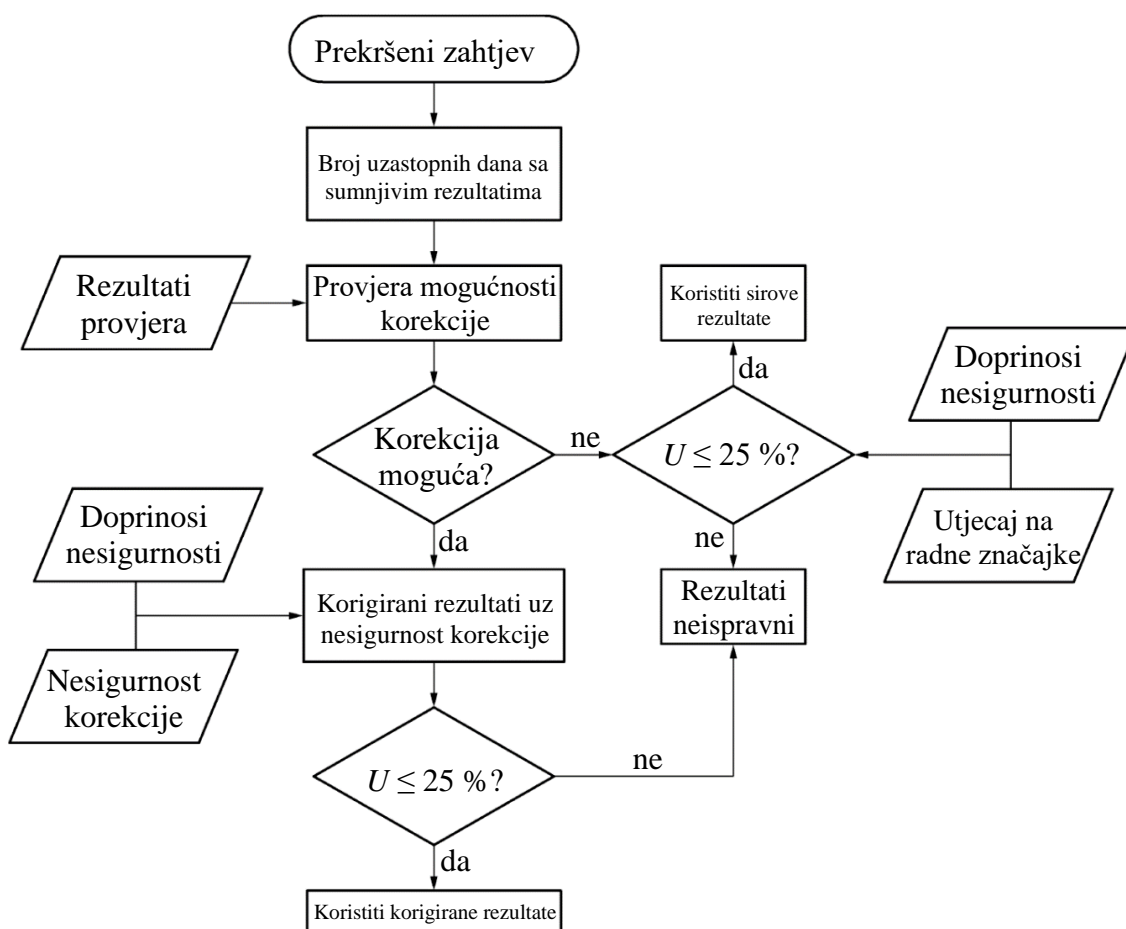 Prekršeni zahtjev
Broj uzastopnih dana sa
sumnjivim rezultatima
Rezultati
provjera
Provjera mogućnosti
korekcije
Koristiti sirove
rezultate
Doprinosi
nesigurnosti
da
Korekcija
moguća?
ne
U ≤ 25 %?
Utjecaj na
radne značajke
Doprinosi
nesigurnosti
da
ne
Korigirani rezultati uz
nesigurnost korekcije
Rezultati
neispravni
Nesigurnost
korekcije
U ≤ 25 %?
ne
da
Koristiti korigirane rezultate